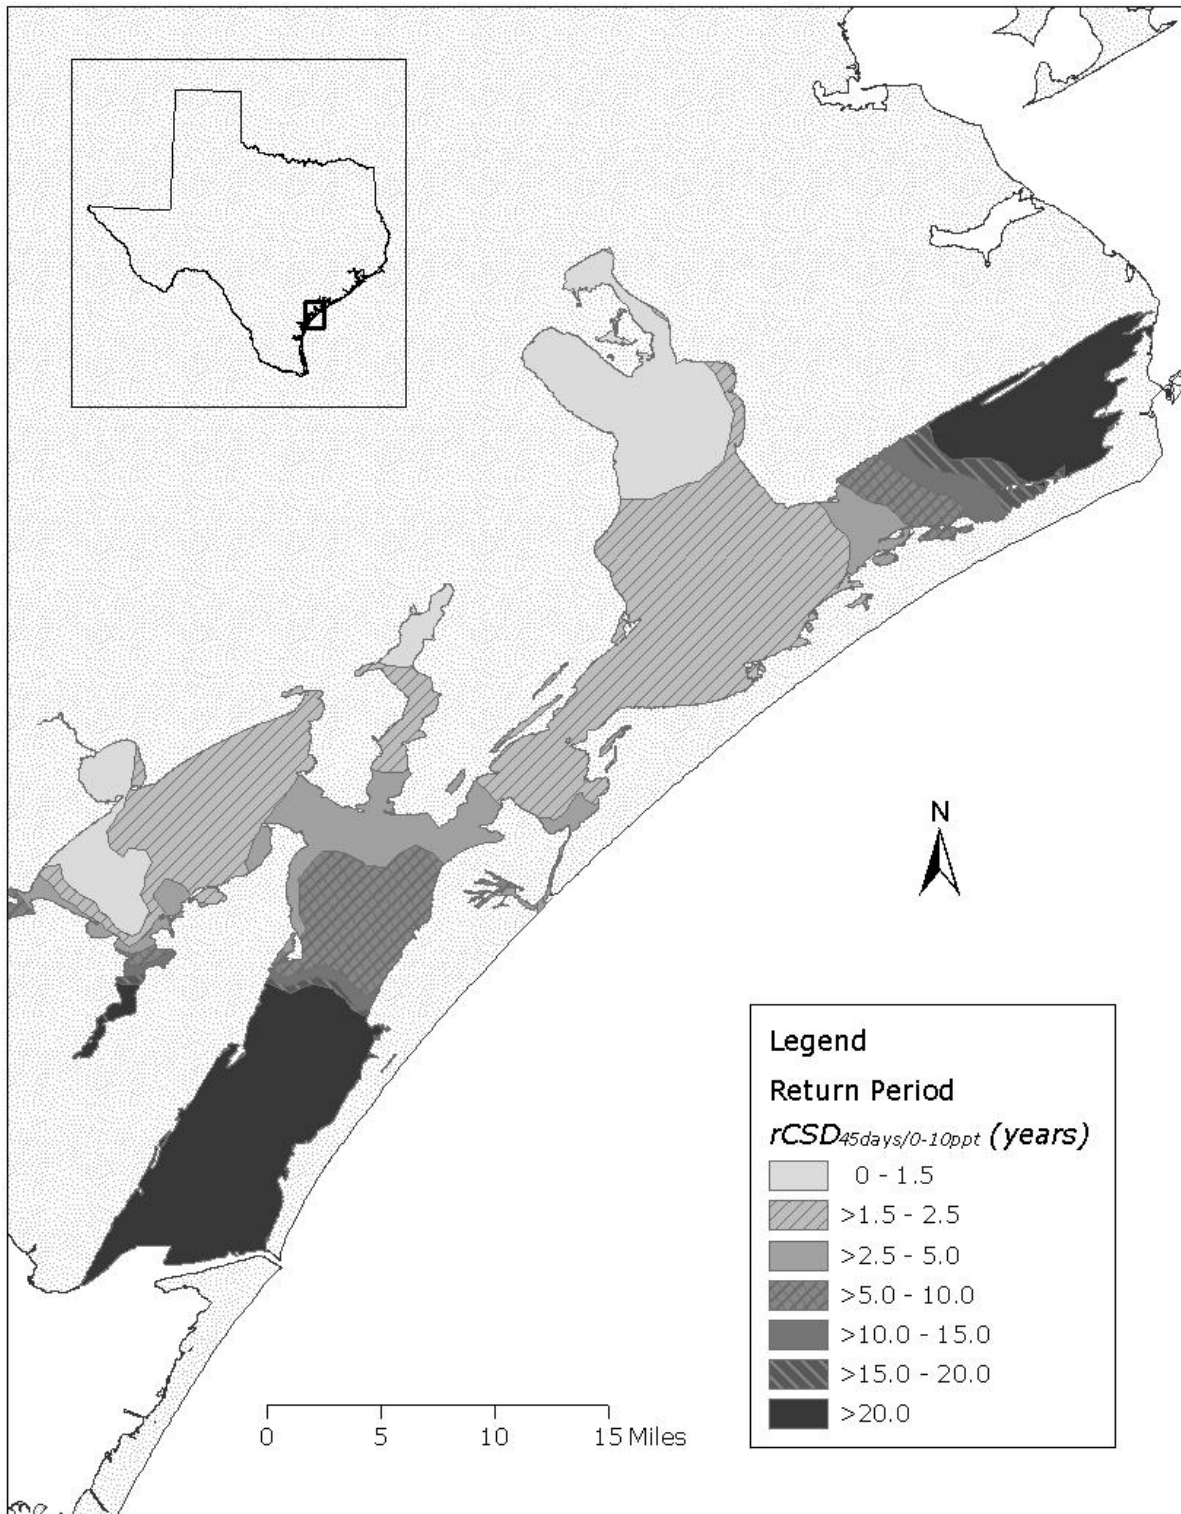 N
Legend
Return Period
rCSD45days/0-10ppt (years)
0 - 1.5
>1.5 - 2.5
>2.5 - 5.0
>5.0 - 10.0
>10.0 - 15.0
>15.0 - 20.0
>20.0
0 5 10 15 Miles